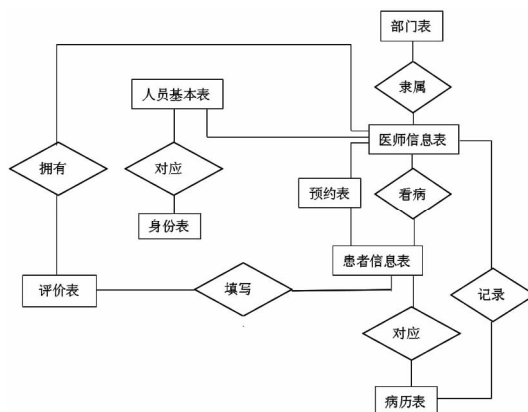 部门表
隶属
人员基本表
医师信息表
拥有
对应
预约表
看病
身份表
患者信息表
评价表
填写
记录
对应
病历表